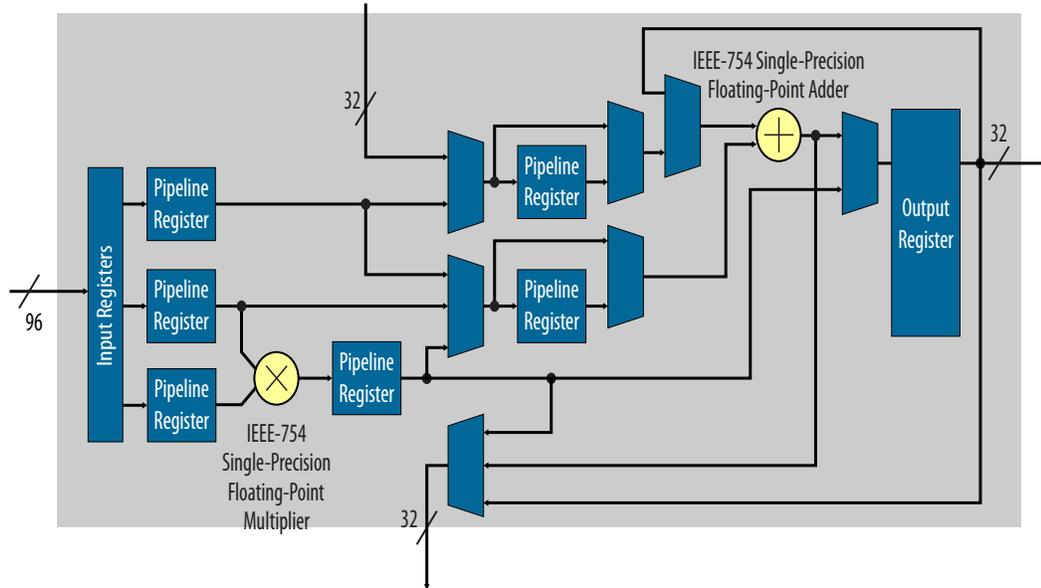 32
IEEE-754 Single-Precision
Floating-Point Adder
32
Pipeline
Register
Pipeline
Register
Output
Register
Input Registers
Pipeline
Register
Pipeline
Register
96
Pipeline
Register
Pipeline
Register
IEEE-754
Single-Precision
Floating-Point
Multiplier
32